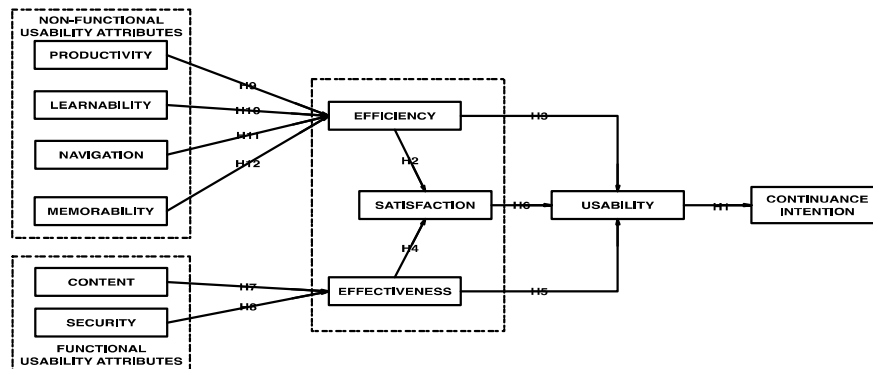 NON-FUNCTIONAL
USABILITY ATTRIBUTES
PRODUCTIVITY
LEARNABILITY
NAVIGATION
MEMORABILITY
H9
H10
H11
H12
EFFICIENCY
H3
H2
SATISFACTION
H6
USABILITY
H1
CONTINUANCE
INTENTION
H4
CONTENT
H7
EFFECTIVENESS
H5
SECURITY
H8
FUNCTIONAL
USABILITY ATTRIBUTES